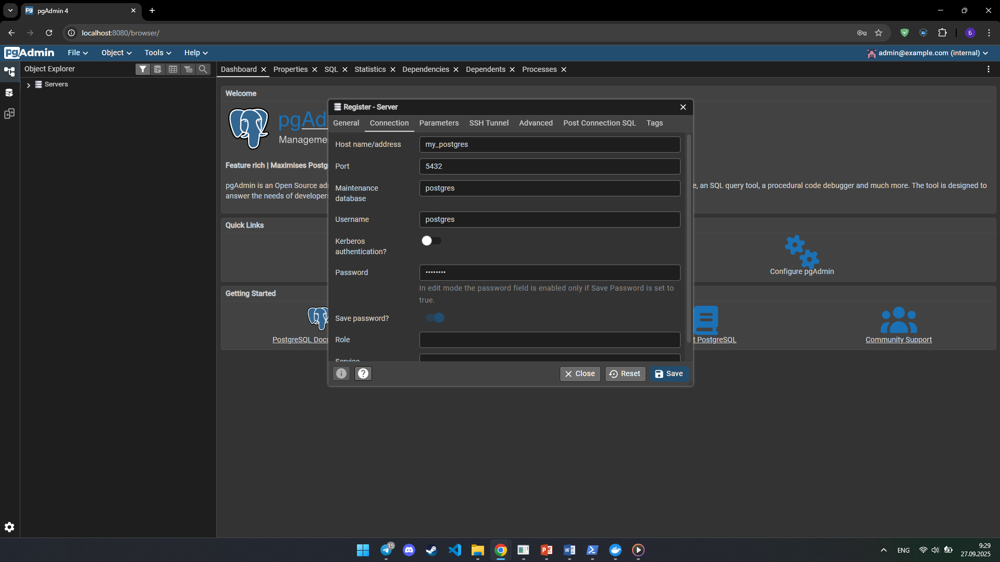 pgAdmin 4
localhost:8080/browser/
Б
pgAdmin File Object Tools Help admin@example.com (internal)
Object Explorer
Servers
Dashboard Properties SQL Statistics Dependencies Dependents Processes
Welcome
pgAd
Manageme
Feature rich | Maximises Postg
pgAdmin is an Open Source ad
e, an SQL query tool, a procedural code debugger and much more. The tool is designed to
answer the needs of developers
Quick Links
Configure pgAdmin
Getting Started
PostgreSQL Docu
t PostgreSQL
Community Support
Register - Server
General Connection Parameters SSH Tunnel Advanced Post Connection SQL Tags
Host name/address my_postgres
Port 5432
Maintenance
database
postgres
Username postgres
Kerberos
authentication?
Password ••••••••
In edit mode the password field is enabled only if Save Password is set to
true.
Save password?
Role
Service
Close Reset Save
15
ENG
9:29
27.09.2025